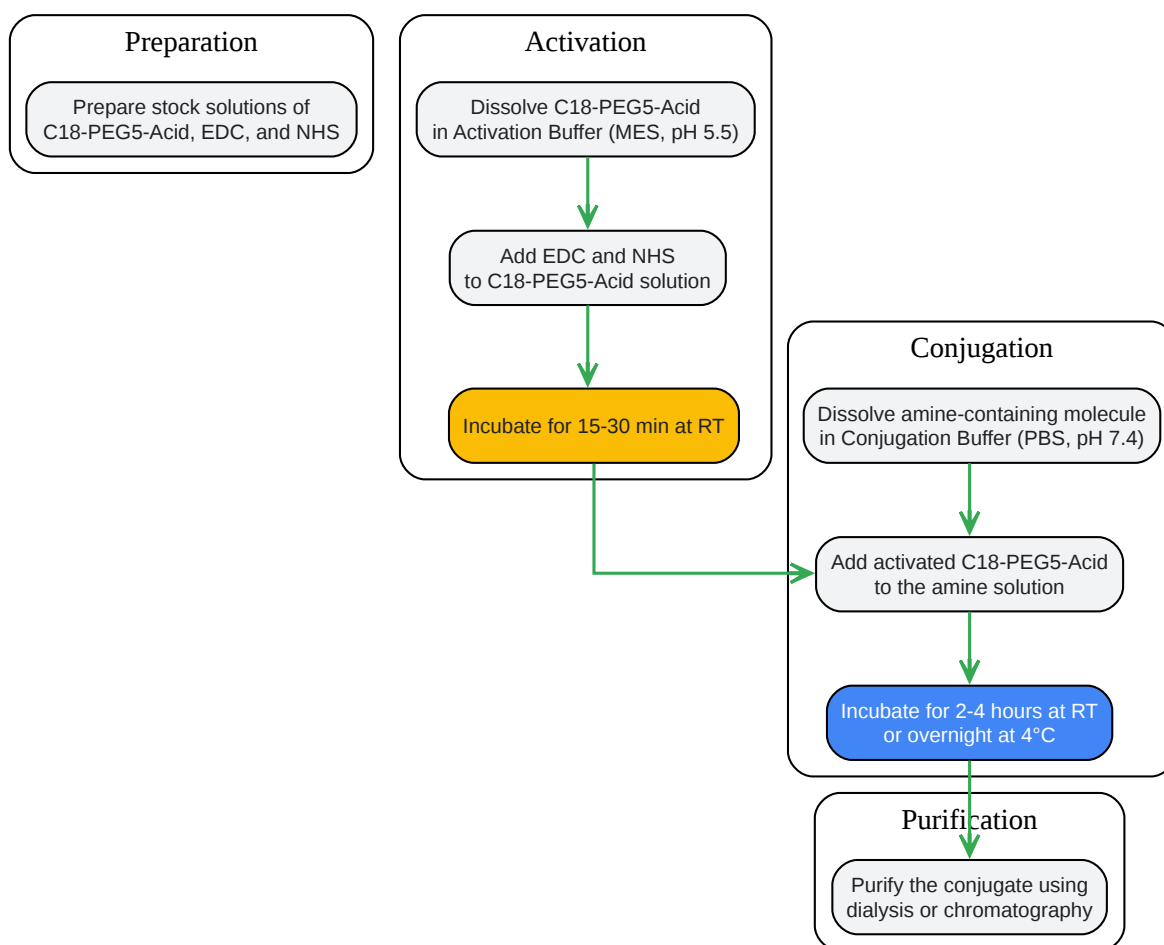 Preparation
Prepare stock solutions of
C18-PEG5-Acid, EDC, and NHS
Activation
Dissolve C18-PEG5-Acid
in Activation Buffer (MES, pH 5.5)
Add EDC and NHS
to C18-PEG5-Acid solution
Incubate for 15-30 min at RT
Conjugation
Dissolve amine-containing molecule
in Conjugation Buffer (PBS, pH 7.4)
Add activated C18-PEG5-Acid
to the amine solution
Incubate for 2-4 hours at RT
or overnight at 4°C
Purification
Purify the conjugate using
dialysis or chromatography